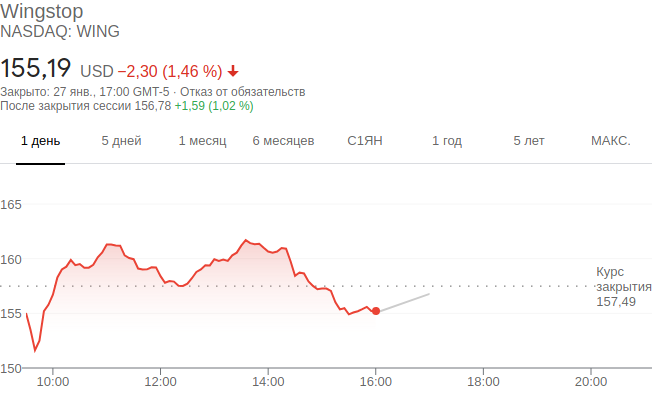 Wingstop
NASDAQ: WING
155,19 USD −2,30 (1,46 %)
Закрыто: 27 янв., 17:00 GMT-5 · Отказ от обязательств
После закрытия сессии 156,78 +1,59 (1,02 %)
1 день 5 дней 1 месяц 6 месяцев С1ЯН 1 год 5 лет МАКС.
165
160
Курс
закрытия
157,49
155
150
10:00 12:00 14:00 16:00 18:00 20:00